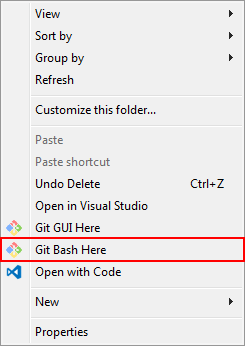 View
Sort by
Group by
Refresh
Customize this folder...
Paste
Paste shortcut
Undo Delete Ctrl+Z
Open in Visual Studio
Git GUI Here
Git Bash Here
Open with Code
New
Properties